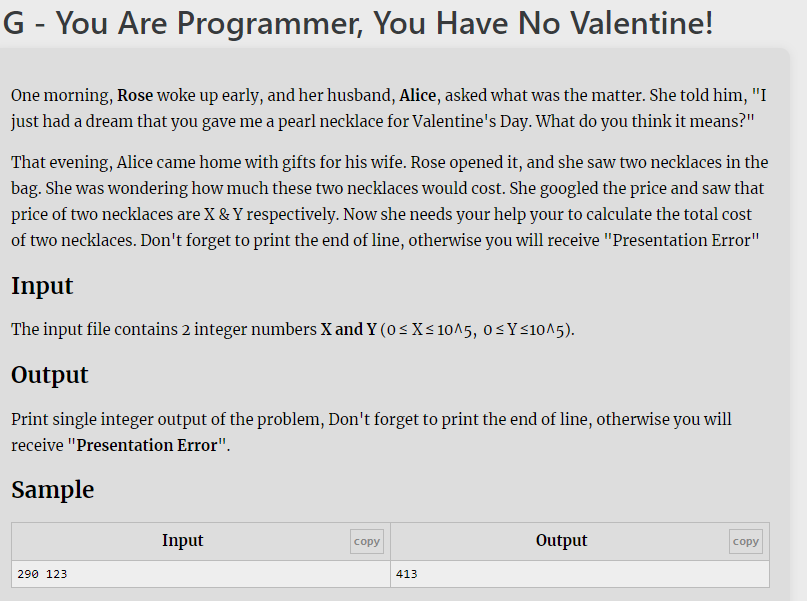 G - You Are Programmer, You Have No Valentine!
One morning, Rose woke up early, and her husband, Alice, asked what was the matter. She told him, "I
just had a dream that you gave me a pearl necklace for Valentine's Day. What do you think it means?"
That evening, Alice came home with gifts for his wife. Rose opened it, and she saw two necklaces in the
bag. She was wondering how much these two necklaces would cost. She googled the price and saw that
price of two necklaces are X & Y respectively. Now she needs your help your to calculate the total cost
of two necklaces. Don't forget to print the end of line, otherwise you will receive "Presentation Error"
Input
The input file contains 2 integer numbers X and Y (0 ≤ X ≤ 10^5, 0 ≤ Y ≤10^5).
Output
Print single integer output of the problem, Don't forget to print the end of line, otherwise you will
receive "Presentation Error".
Sample
Input copy Output copy
290 123 413